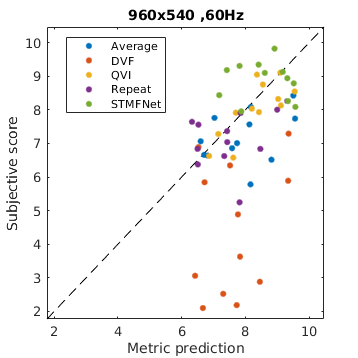 960x540 ,60Hz
Average
DVF
QVI
Repeat
STMFNet
Subjective score
10
9
8
7
6
5
4
3
2
2 4 6 8 10
Metric prediction